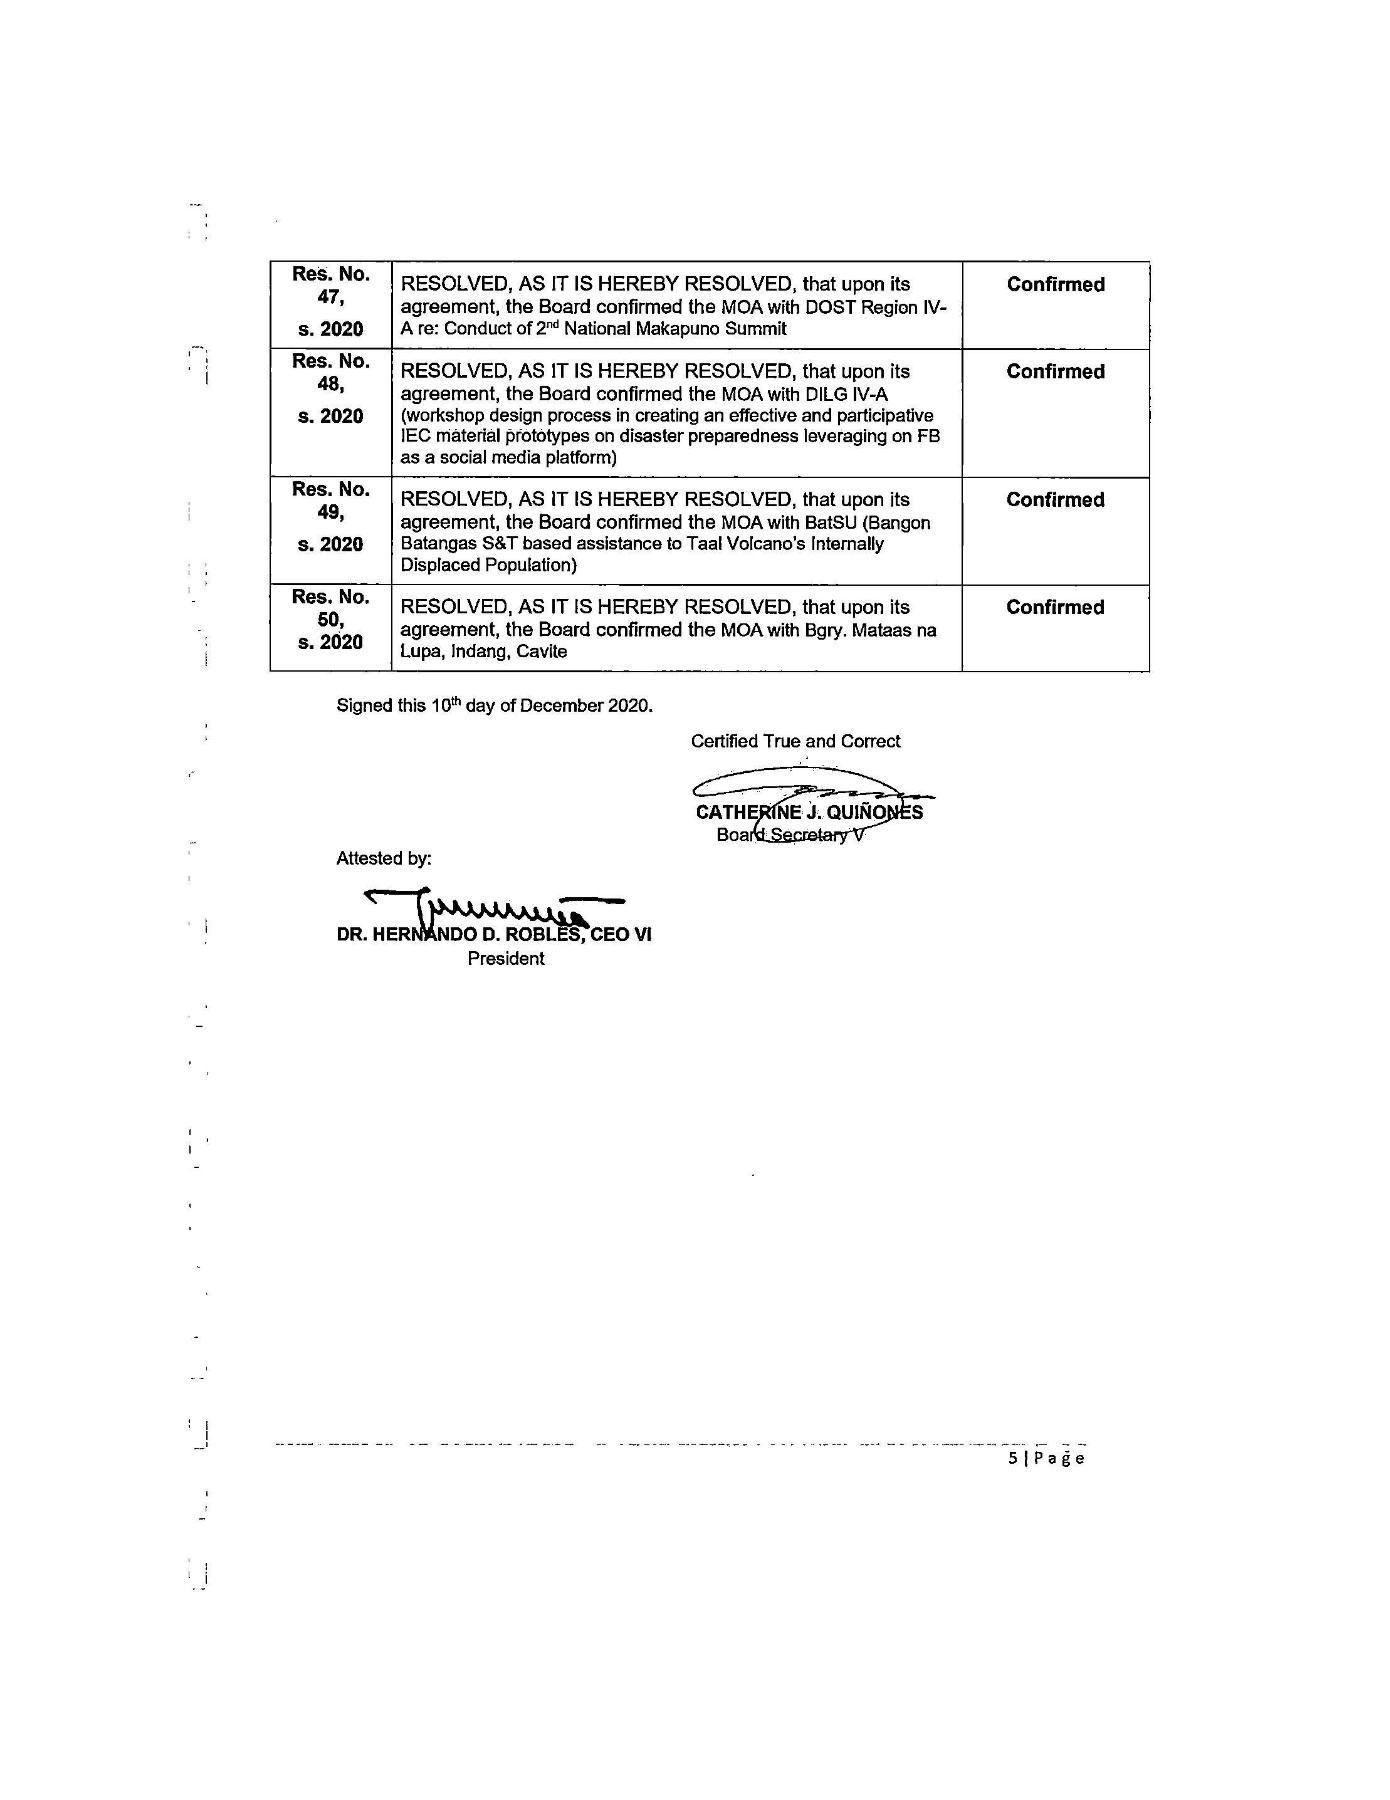 Res. No.
47,
s. 2020
RESOLVED, AS IT IS HEREBY RESOLVED, that upon its
agreement, the Board confirmed the MOA with DOST Region IV-
A re: Conduct of 2nd National Makapuno Summit
Confirmed
Res. No.
48,
s. 2020
RESOLVED, AS IT IS HEREBY RESOLVED, that upon its
agreement, the Board confirmed the MOA with DILG IV-A
(workshop design process in creating an effective and participative
IEC material prototypes on disaster preparedness leveraging on FB
as a social media platform)
Confirmed
Res. No.
49,
s. 2020
RESOLVED, AS IT IS HEREBY RESOLVED, that upon its
agreement, the Board confirmed the MOA with BatSU (Bangon
Batangas S&T based assistance to Taal Volcano's Internally
Displaced Population)
Confirmed
Res. No.
50,
s. 2020
RESOLVED, AS IT IS HEREBY RESOLVED, that upon its
agreement, the Board confirmed the MOA with Bgry. Mataas na
Lupa, Indang, Cavite
Confirmed
Signed this 10th day of December 2020.
Certified True and Correct
CATHERINE J. QUIÑONES
Board Secretary V
Attested by:
DR. HERNANDO D. ROBLES, CEO VI
President
5 | Page